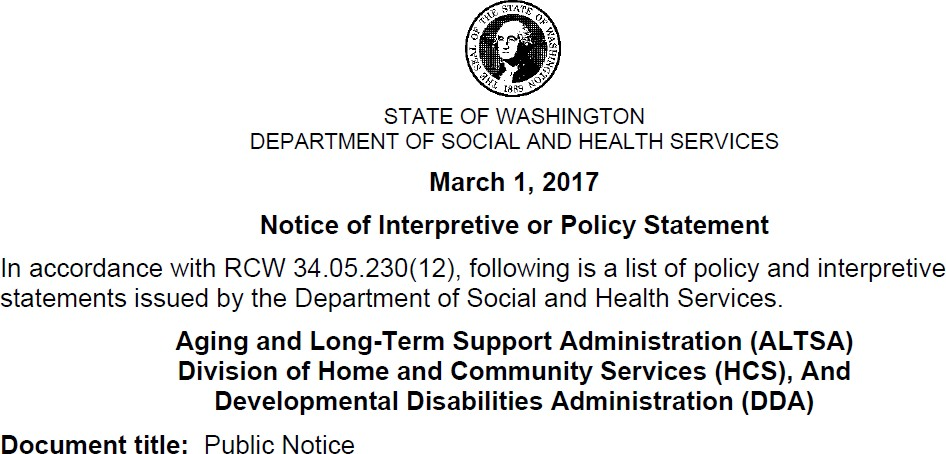 THE SEAL OF THE STATE OF WASHINGTON
1889
STATE OF WASHINGTON
DEPARTMENT OF SOCIAL AND HEALTH SERVICES
March 1, 2017
Notice of Interpretive or Policy Statement
In accordance with RCW 34.05.230(12), following is a list of policy and interpretive
statements issued by the Department of Social and Health Services.
Aging and Long-Term Support Administration (ALTSA)
Division of Home and Community Services (HCS), And
Developmental Disabilities Administration (DDA)
Document title: Public Notice